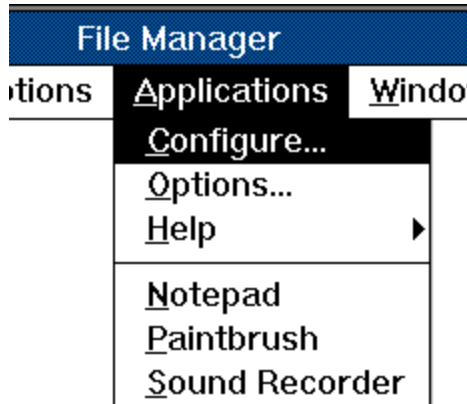 File Manager
tions Applications Windo
Configure...
Options...
Help
Notepad
Paintbrush
Sound Recorder